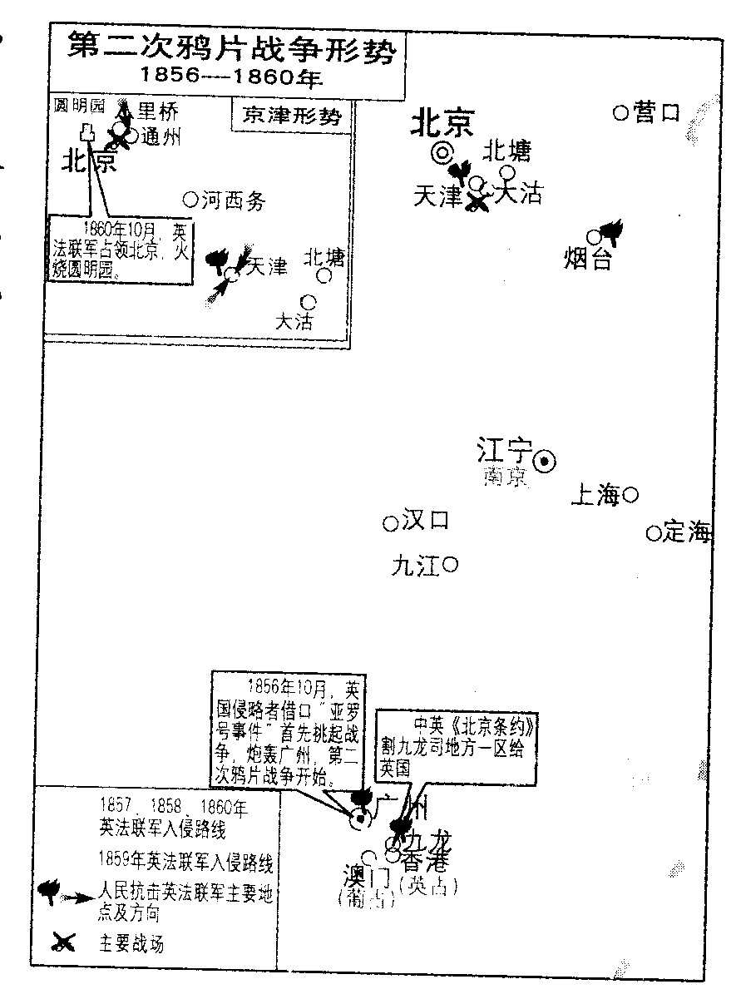 第二次鸦片战争形势
1856—1860年
京津形势
圆明园
八里桥
通州
北京
河西务
1860年10月，英
法联军占领北京，火
烧圆明园。
天津
北塘
大沽
北京
营口
北塘
天津
大沽
烟台
江宁
南京
上海
汉口
定海
九江
1856年10月，英
国侵略者借口"亚罗
号事件"首先挑起战
争，炮轰广州，第二
次鸦片战争开始。
中英《北京条约》
割九龙司地方一区给
英国
广州
九龙
香港
(英占)
澳门
(葡占)
1857、1858、1860年
英法联军入侵路线
1859年英法联军入侵路线
人民抗击英法联军主要地
点及方向
主要战场